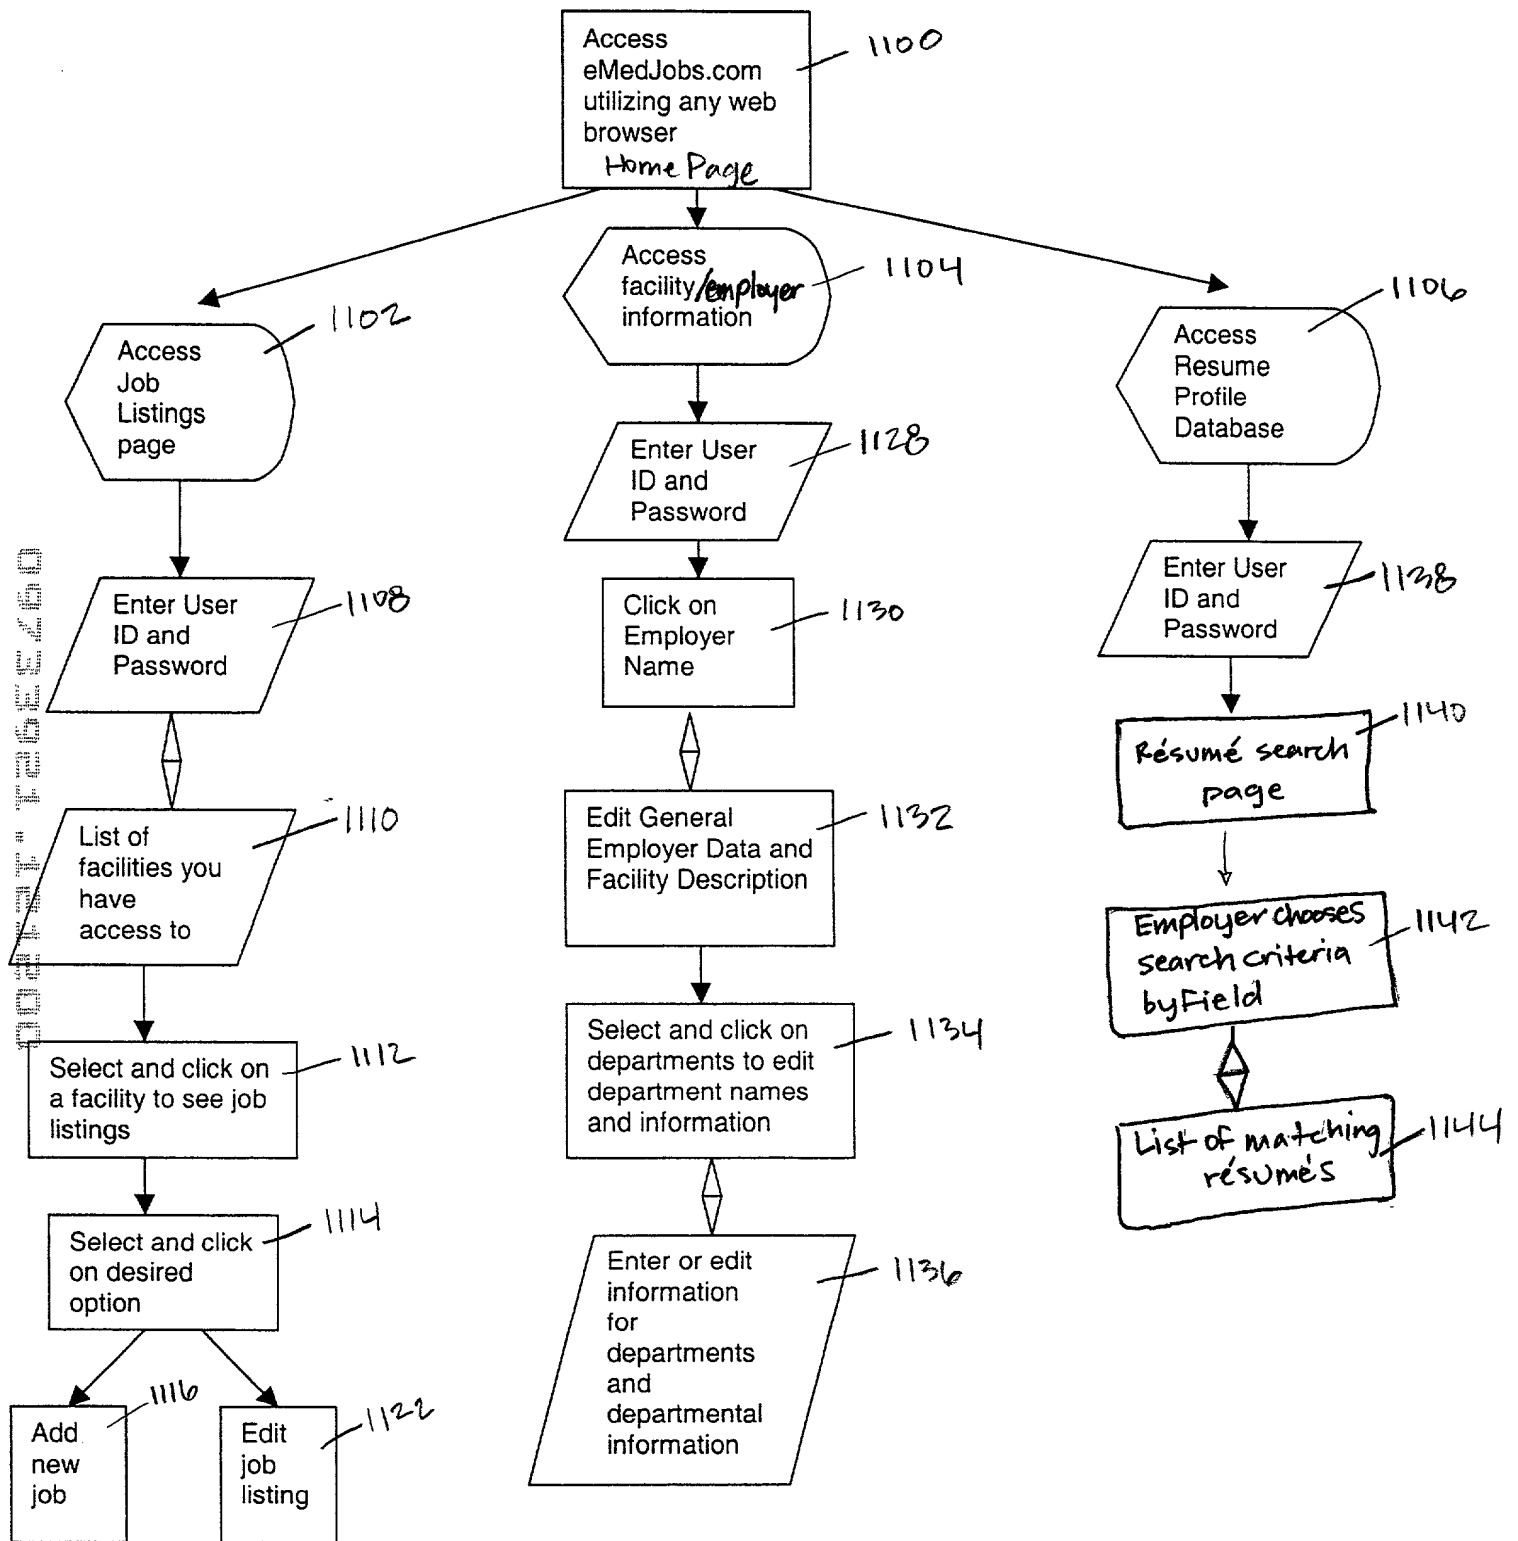 Access
eMedJobs.com
utilizing any web
browser
Home Page
1100
Access
facility/employer
information
1104
1102
Access
Job
Listings
page
1106
Access
Resume
Profile
Database
Enter User
ID and
Password
1128
Enter User
ID and
Password
1108
Click on
Employer
Name
1130
Enter User
ID and
Password
1138
Résumé search
page
1140
List of
facilities you
have
access to
1110
Edit General
Employer Data and
Facility Description
1132
Employer chooses
search criteria
by Field
1142
Select and click on
a facility to see job
listings
1112
Select and click on
departments to edit
department names
and information
1134
List of matching
résumés
1144
Select and click
on desired
option
1114
Enter or edit
information
for
departments
and
departmental
information
1136
Add
new
job
1116
Edit
job
listing
1122